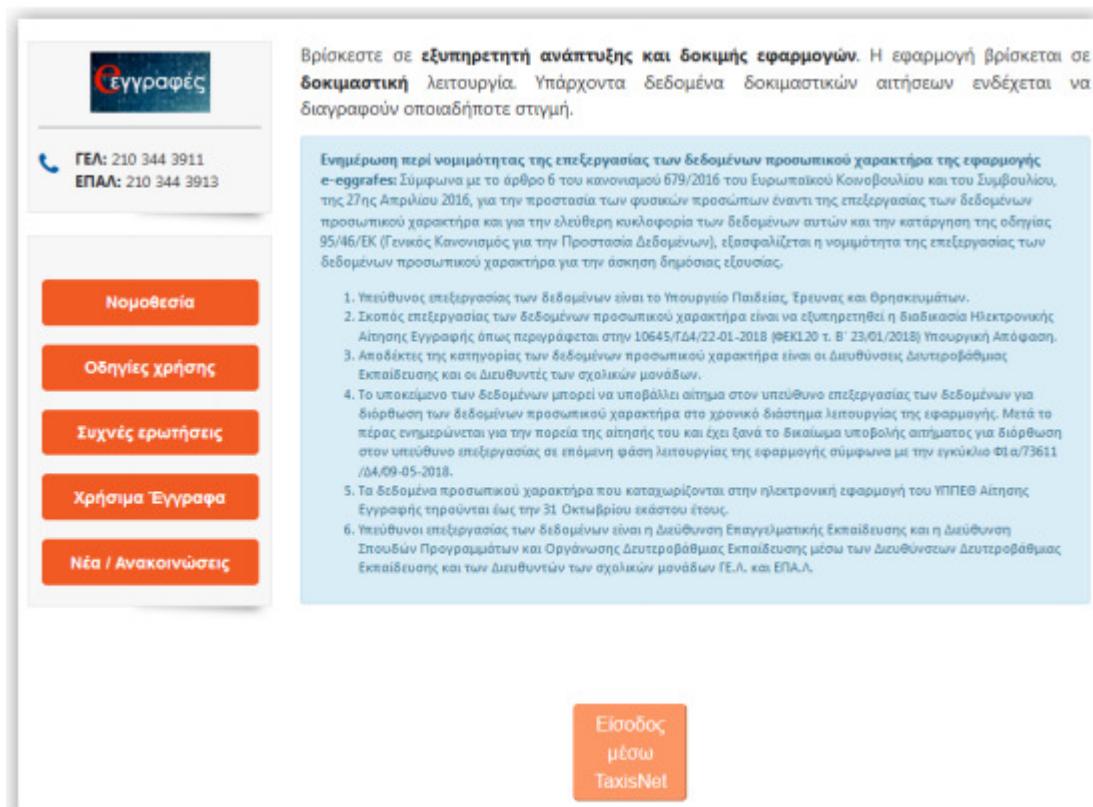 eεγγραφές
ΓΕΛ: 210 344 3911
ΕΠΑΛ: 210 344 3913
Νομοθεσία
Οδηγίες χρήσης
Συχνές ερωτήσεις
Χρήσιμα Έγγραφα
Νέα / Ανακοινώσεις
Βρίσκεστε σε εξυπηρετητή ανάπτυξης και δοκιμής εφαρμογών. Η εφαρμογή βρίσκεται σε
δοκιμαστική λειτουργία. Υπάρχοντα δεδομένα δοκιμαστικών αιτήσεων ενδέχεται να
διαγραφούν οποιαδήποτε στιγμή.
Ενημέρωση περί νομιμότητας της επεξεργασίας των δεδομένων προσωπικού χαρακτήρα της εφαρμογής
e-eggrafes: Σύμφωνα με το άρθρο 6 του κανονισμού 679/2016 του Ευρωπαϊκού Κοινοβουλίου και του Συμβουλίου,
της 27ης Απριλίου 2016, για την προστασία των φυσικών προσώπων έναντι της επεξεργασίας των δεδομένων
προσωπικού χαρακτήρα και για την ελεύθερη κυκλοφορία των δεδομένων αυτών και την κατάργηση της οδηγίας
95/46/ΕΚ (Γενικός Κανονισμός για την Προστασία Δεδομένων), εξασφαλίζεται η νομιμότητα της επεξεργασίας των
δεδομένων προσωπικού χαρακτήρα για την άσκηση δημόσιας εξουσίας.
1. Υπεύθυνος επεξεργασίας των δεδομένων είναι το Υπουργείο Παιδείας, Έρευνας και Θρησκευμάτων.
2. Σκοπός επεξεργασίας των δεδομένων προσωπικού χαρακτήρα είναι να εξυπηρετηθεί η διαδικασία Ηλεκτρονικής
Αίτησης Εγγραφής όπως περιγράφεται στην 10645/ΓΔ4/22-01-2018 (ΦΕΚ120 τ. Β΄ 23/01/2018) Υπουργική Απόφαση.
3. Αποδέκτες της κατηγορίας των δεδομένων προσωπικού χαρακτήρα είναι οι Διευθύνσεις Δευτεροβάθμιας
Εκπαίδευσης και οι Διευθυντές των σχολικών μονάδων.
4. Το υποκείμενο των δεδομένων μπορεί να υποβάλλει αίτημα στον υπεύθυνο επεξεργασίας των δεδομένων για
διόρθωση των δεδομένων προσωπικού χαρακτήρα στο χρονικό διάστημα λειτουργίας της εφαρμογής. Μετά το
πέρας ενημερώνεται για την πορεία της αίτησής του και έχει ξανά το δικαίωμα υποβολής αιτήματος για διόρθωση
στον υπεύθυνο επεξεργασίας σε επόμενη φάση λειτουργίας της εφαρμογής σύμφωνα με την εγκύκλιο Φ1α/73611
/Δ4/09-05-2018.
5. Τα δεδομένα προσωπικού χαρακτήρα που καταχωρίζονται στην ηλεκτρονική εφαρμογή του ΥΠΠΕΘ Αίτησης
Εγγραφής τηρούνται έως την 31 Οκτωβρίου εκάστου έτους.
6. Υπεύθυνοι επεξεργασίας των δεδομένων είναι η Διεύθυνση Επαγγελματικής Εκπαίδευσης και η Διεύθυνση
Σπουδών Προγραμμάτων και Οργάνωσης Δευτεροβάθμιας Εκπαίδευσης μέσω των Διευθύνσεων Δευτεροβάθμιας
Εκπαίδευσης και των Διευθυντών των σχολικών μονάδων ΓΕ.Λ. και ΕΠΑ.Λ.
Είσοδος
μέσω
TaxisNet